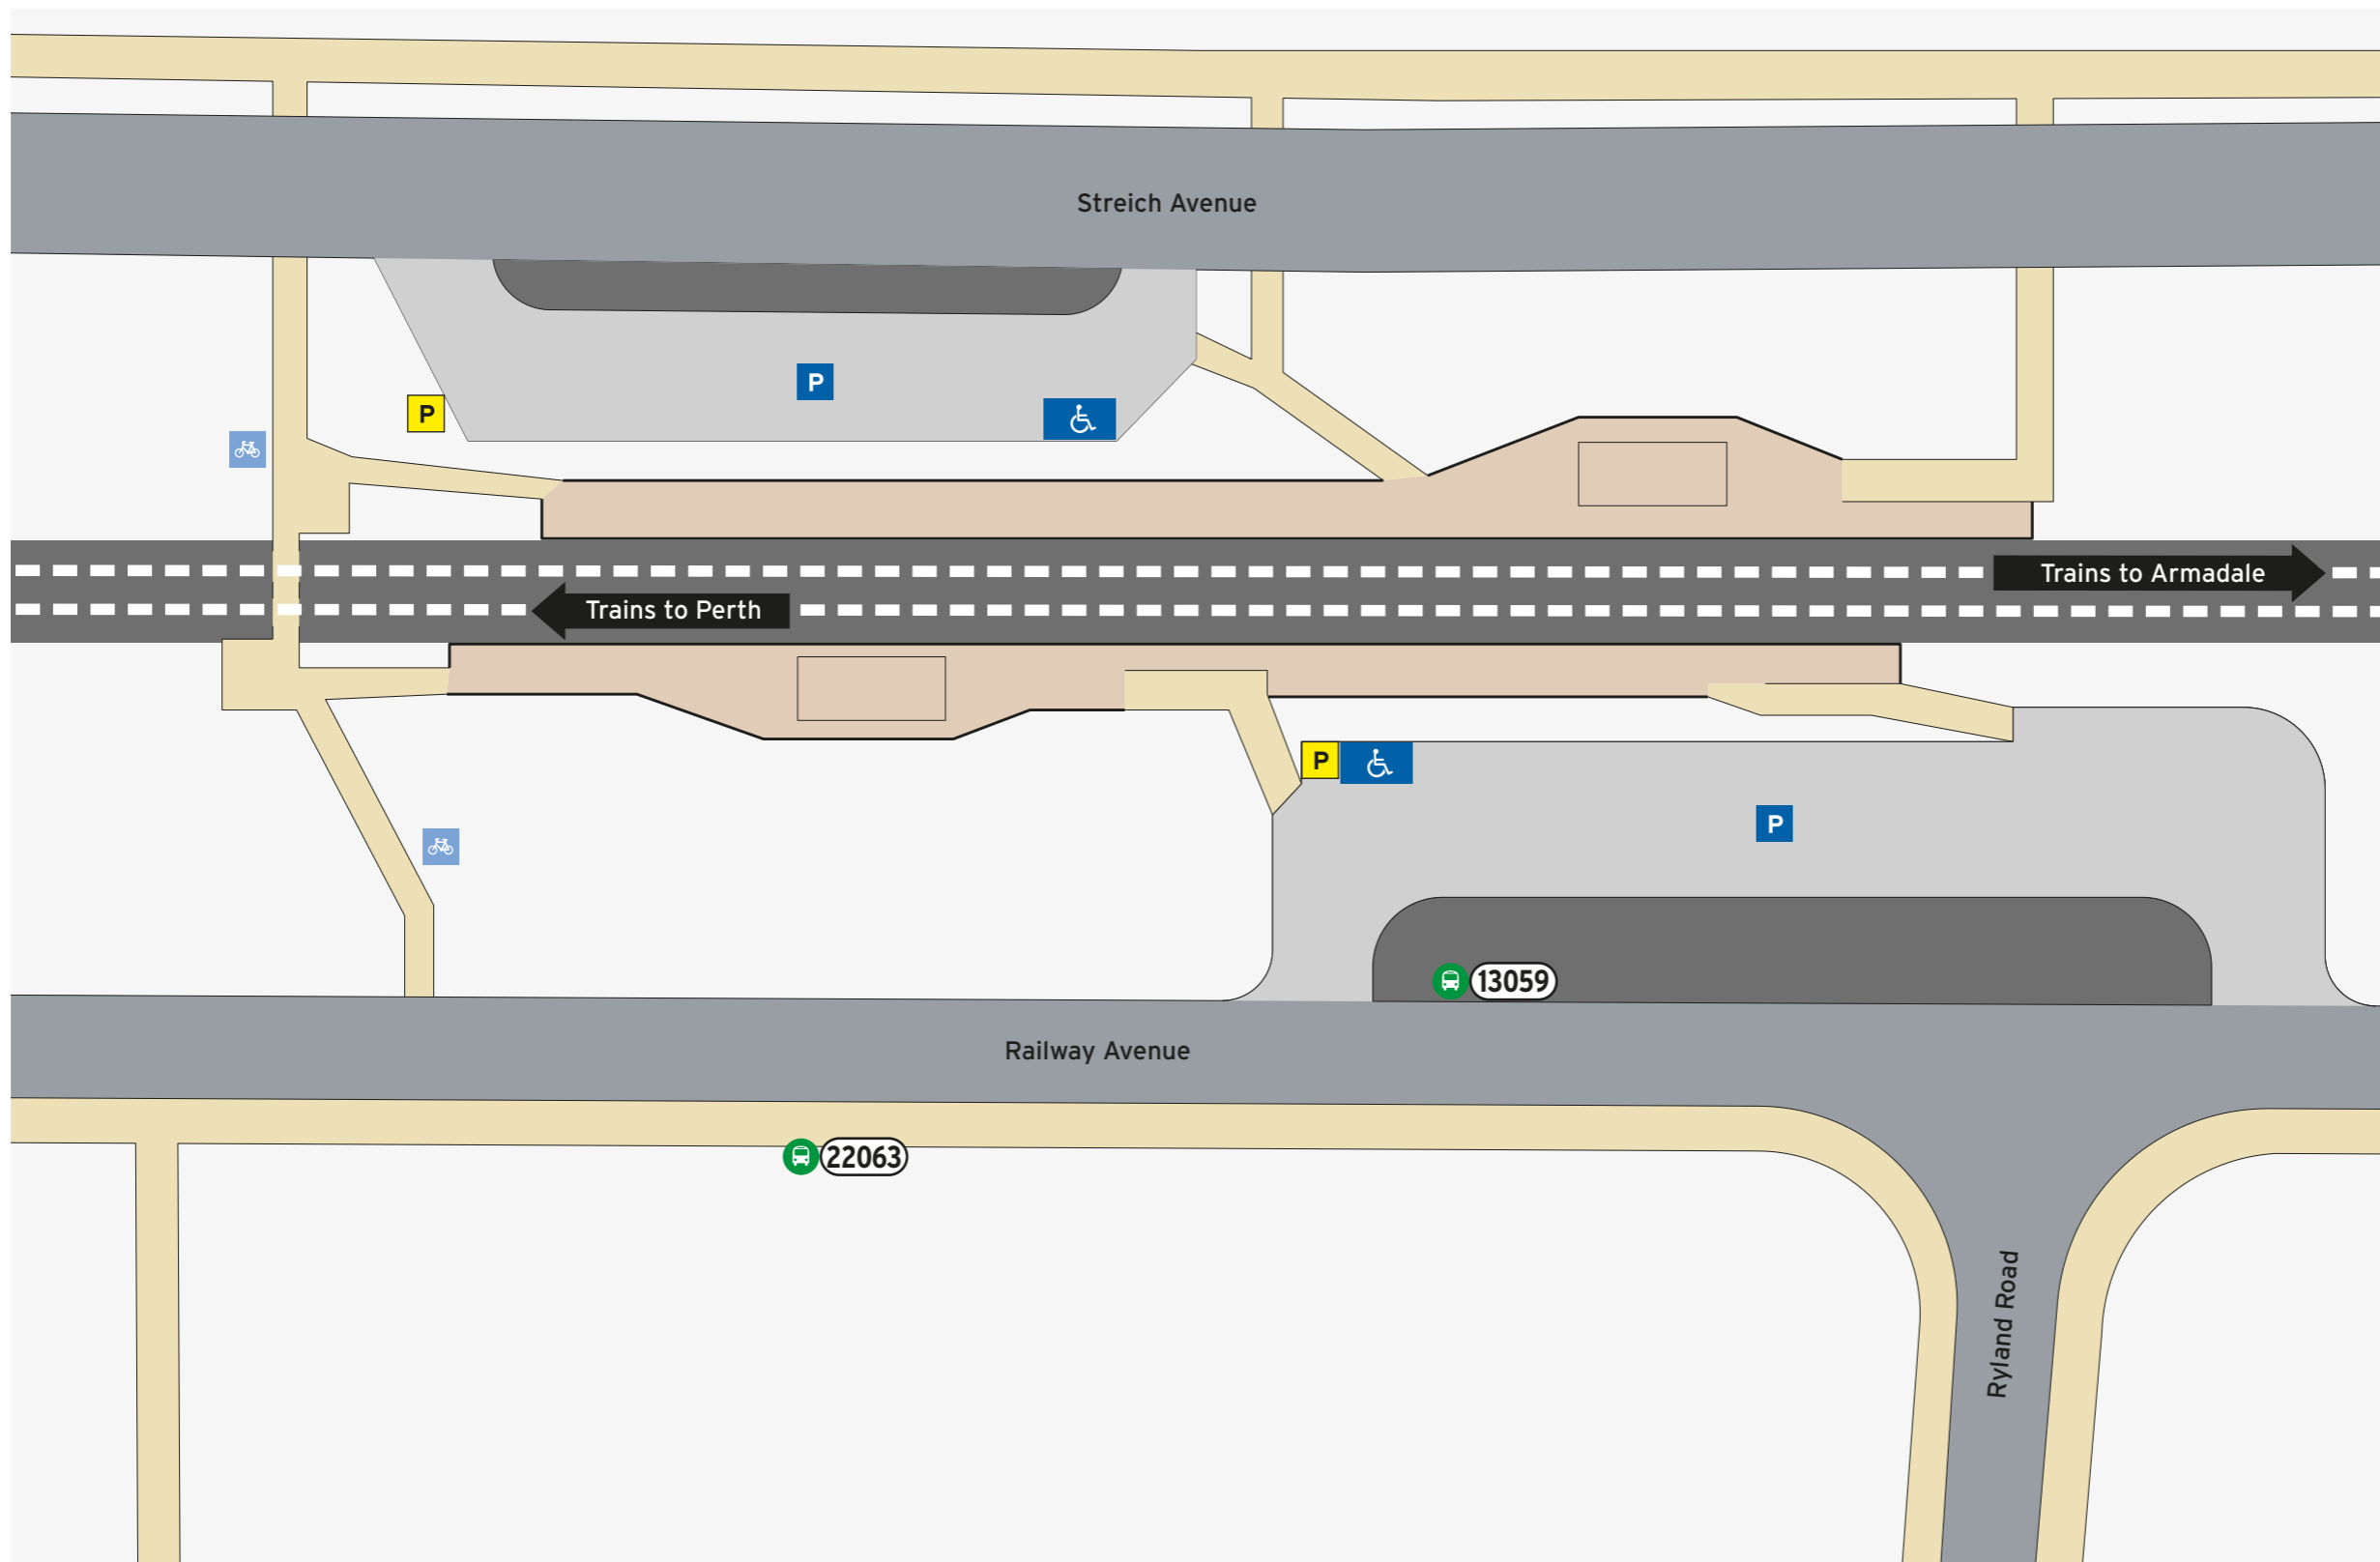 Streich Avenue
P
P
Trains to Armadale
Trains to Perth
P
P
13059
Railway Avenue
22063
Ryland Road